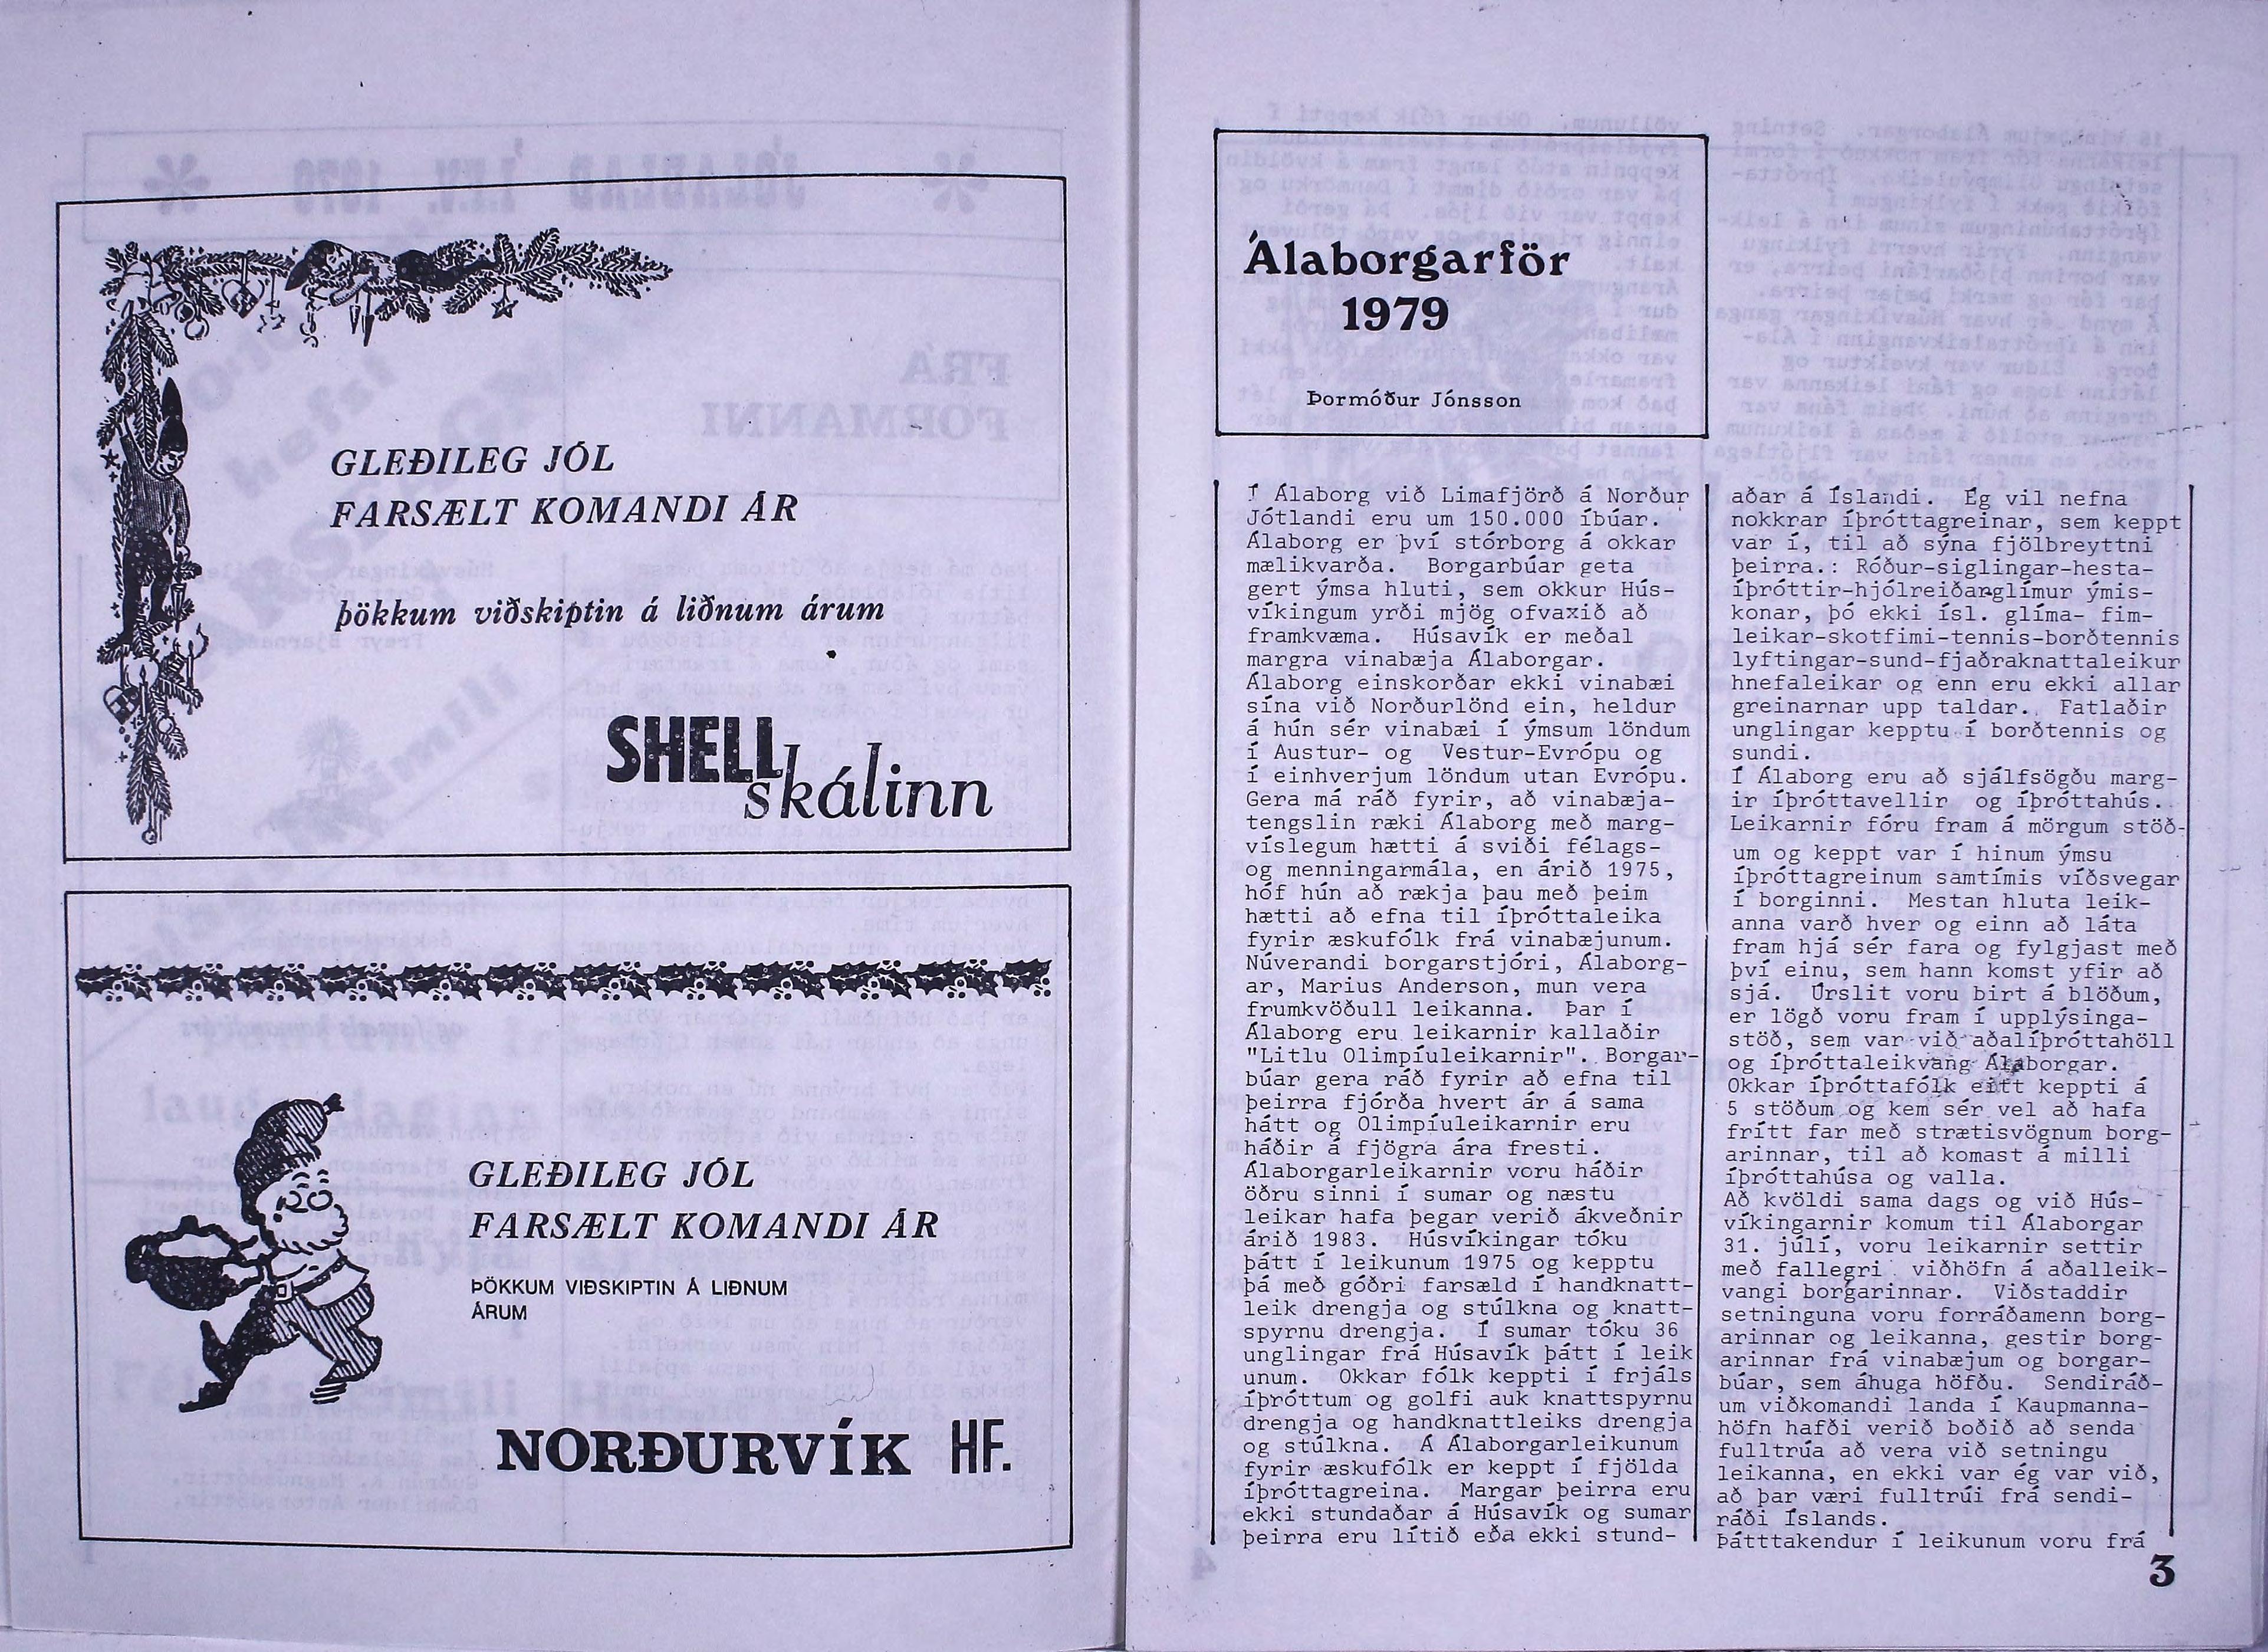 GLEÐILEG JÓL
FARSÆLT KOMANDI ÁR
þökkum viðskiptin á liðnum árum
SHELL
skálinn
GLEÐILEG JÓL
FARSÆLT KOMANDI ÁR
ÞÖKKUM VIÐSKIPTIN Á LIÐNUM
ÁRUM
NORÐURVÍK HF.
Álaborgarför
1979
Þormóður Jónsson
Í Álaborg við Limafjörð á Norður
Jótlandi eru um 150.000 íbúar.
Álaborg er því stórborg á okkar
mælikvarða. Borgarbúar geta
gert ýmsa hluti, sem okkur Hús-
víkingum yrði mjög ofvaxið að
framkvæma. Húsavík er meðal
margra vinabæja Álaborgar.
Álaborg einskorðar ekki vinabæi
sína við Norðurlönd ein, heldur
á hún sér vinabæi í ýmsum löndum
í Austur- og Vestur-Evrópu og
í einhverjum löndum utan Evrópu.
Gera má ráð fyrir, að vinabæja-
tengslin ræki Álaborg með marg-
víslegum hætti á sviði félags-
og menningarmála, en árið 1975,
hóf hún að rækja þau með þeim
hætti að efna til íþróttaleika
fyrir æskufólk frá vinabæjunum.
Núverandi borgarstjóri, Álaborg-
ar, Marius Anderson, mun vera
frumkvöðull leikanna. Þar í
Álaborg eru leikarnir kallaðir
"Litlu Olimpíuleikarnir". Borgar-
búar gera ráð fyrir að efna til
þeirra fjórða hvert ár á sama
hátt og Olimpíuleikarnir eru
háðir á fjögra ára fresti.
Álaborgarleikarnir voru háðir
öðru sinni í sumar og næstu
leikar hafa þegar verið ákveðnir
árið 1983. Húsvíkingar tóku
þátt í leikunum 1975 og kepptu
þá með góðri farsæld í handknatt-
leik drengja og stúlkna og knatt-
spyrnu drengja. Í sumar tóku 36
unglingar frá Húsavík þátt í leik
unum. Okkar fólk keppti í frjáls
íþróttum og golfi auk knattspyrnu
drengja og handknattleiks drengja
og stúlkna. Á Álaborgarleikunum
fyrir æskufólk er keppt í fjölda
íþróttagreina. Margar þeirra eru
ekki stundaðar á Húsavík og sumar
þeirra eru lítið eða ekki stund-
aðar á Íslandi. Ég vil nefna
nokkrar íþróttagreinar, sem keppt
var í, til að sýna fjölbreyttni
þeirra.: Róður-siglingar-hesta-
íþróttir-hjólreiðar-glímur ýmis-
konar, þó ekki ísl. glíma- fim-
leikar-skotfimi-tennis-borðtennis
lyftingar-sund-fjaðraknattaleikur
hnefaleikar og enn eru ekki allar
greinarnar upp taldar. Fatlaðir
unglingar kepptu í borðtennis og
sundi.
Í Álaborg eru að sjálfsögðu marg-
ir íþróttavellir og íþróttahús.
Leikarnir fóru fram á mörgum stöð-
um og keppt var í hinum ýmsu
íþróttagreinum samtímis víðsvegar
í borginni. Mestan hluta leik-
anna varð hver og einn að láta
fram hjá sér fara og fylgjast með
því einu, sem hann komst yfir að
sjá. Úrslit voru birt á blöðum,
er lögð voru fram í upplýsinga-
stöð, sem var við aðalíþróttahöll
og íþróttaleikvang Álaborgar.
Okkar íþróttafólk eitt keppti á
5 stöðum og kem sér vel að hafa
frítt far með strætisvögnum borg-
arinnar, til að komast á milli
íþróttahúsa og valla.
Að kvöldi sama dags og við Hús-
víkingarnir komum til Álaborgar
31. júlí, voru leikarnir settir
með fallegri viðhöfn á aðalleik-
vangi borgarinnar. Viðstaddir
setninguna voru forráðamenn borg-
arinnar og leikanna, gestir borg-
arinnar frá vinabæjum og borgar-
búar, sem áhuga höfðu. Sendiráð-
um viðkomandi landa í Kaupmanna-
höfn hafði verið boðið að senda
fulltrúa að vera við setningu
leikanna, en ekki var ég var við,
að þar væri fulltrúi frá sendi-
ráði Íslands.
Þátttakendur í leikunum voru frá
3